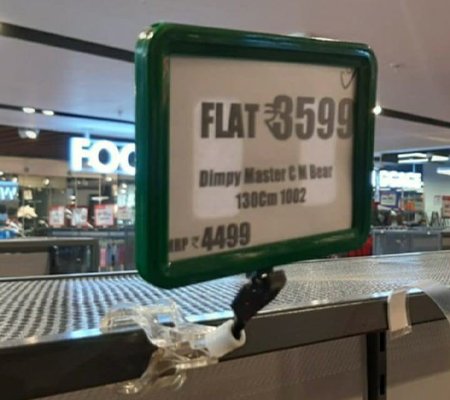 FLAT ₹3599
Dimpy Master C M Bear
130Cm 1002
MRP ₹ 4499